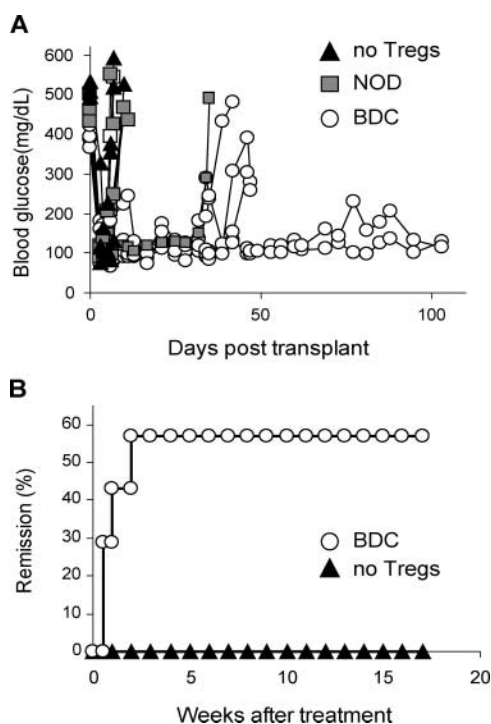 A
600
500
400
300
200
100
0
Blood glucose(mg/dL)
no Tregs
NOD
BDC
0
50
100
Days post transplant
B
60
50
40
30
20
10
0
Remission (%)
BDC
no Tregs
0
5
10
15
20
Weeks after treatment